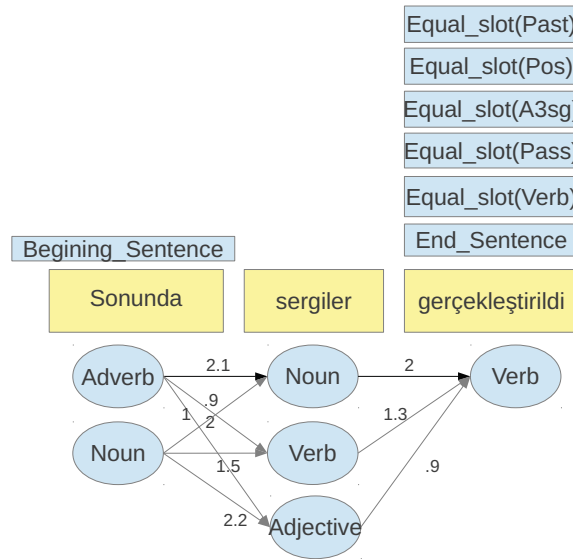 Equal_slot(Past)
Equal_slot(Pos)
Equal_slot(A3sg)
Equal_slot(Pass)
Equal_slot(Verb)
Begining_Sentence
End_Sentence
Sonunda
sergiler
gerçekleştirildi
Adverb
2.1
Noun
2
Verb
1
.9
2
Noun
1.5
Verb
1.3
2.2
Adjective
.9